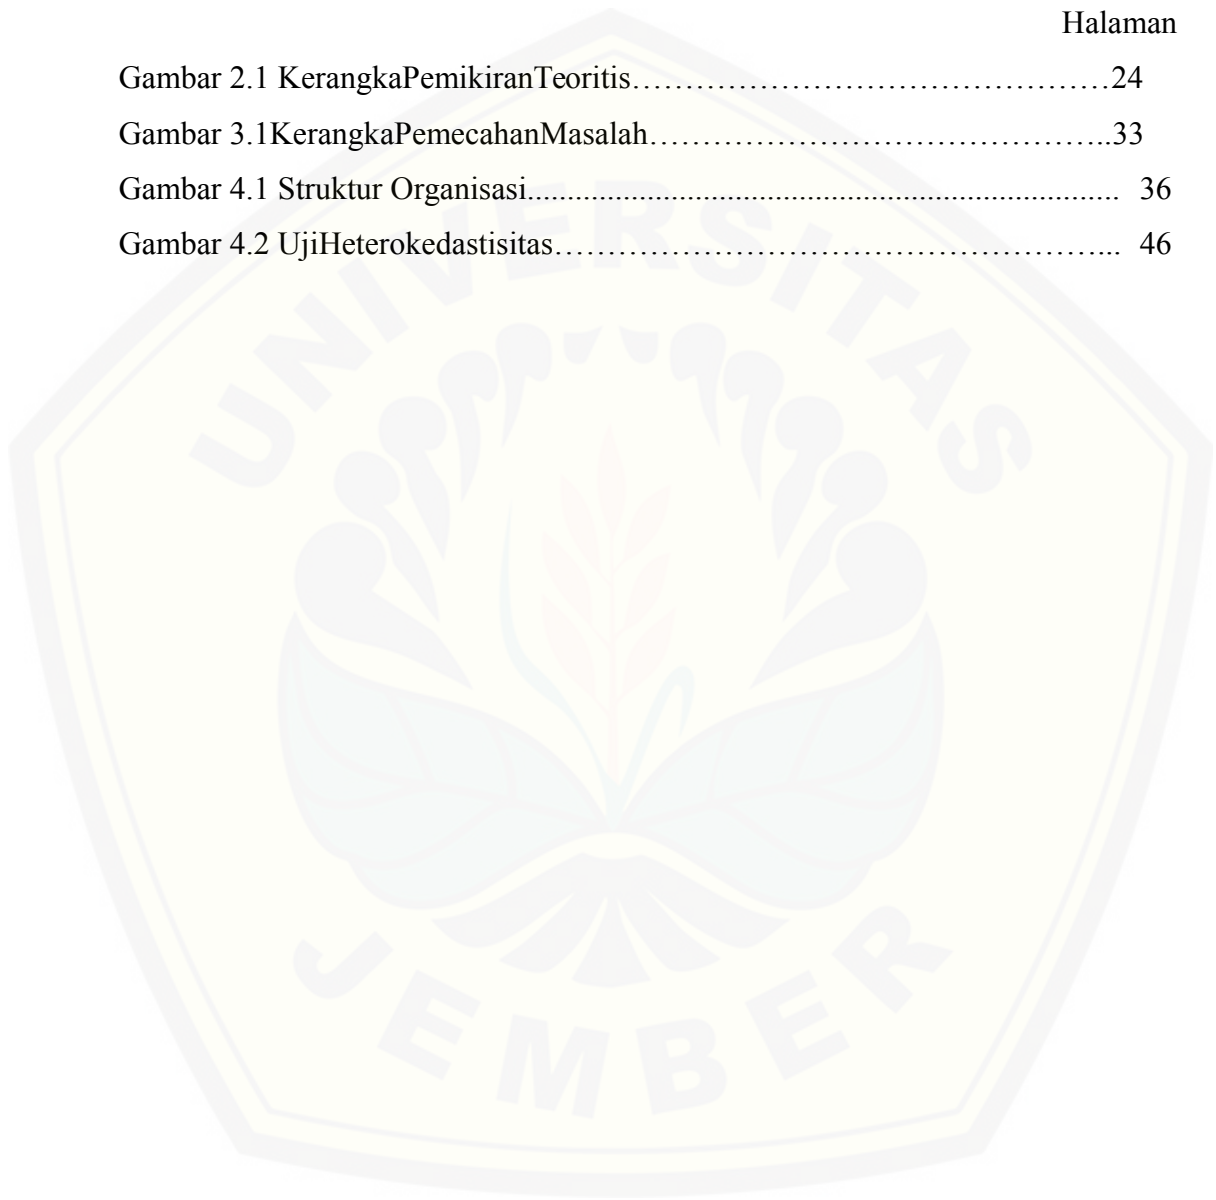 Halaman
Gambar 2.1 KerangkaPemikiranTeoritis……………………………………………24
Gambar 3.1KerangkaPemecahanMasalah…………………………………………..33
Gambar 4.1 Struktur Organisasi.......................................................................... 36
Gambar 4.2 UjiHeterokedastisitas…………………………………………………... 46
UNIVERSITAS
JEMBER